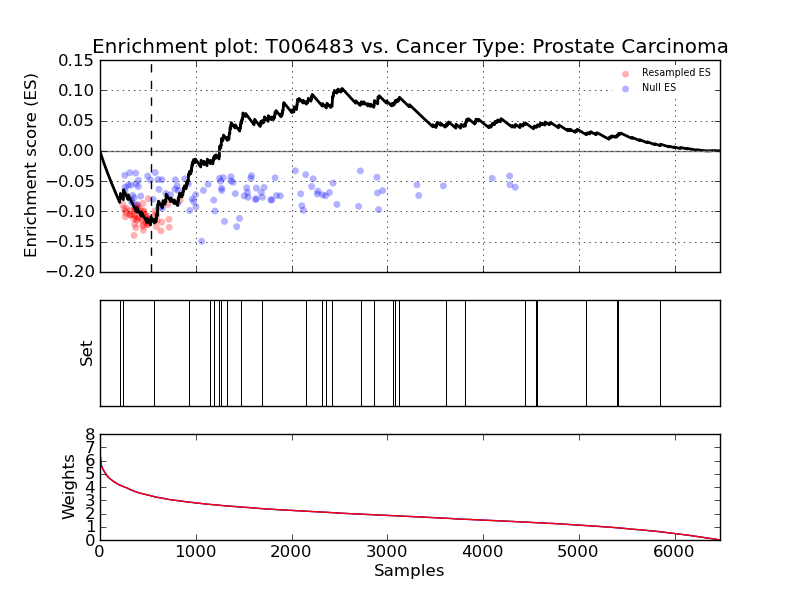 Enrichment plot: T006483 vs. Cancer Type: Prostate Carcinoma
Enrichment score (ES)
0.15
0.10
0.05
0.00
−0.05
−0.10
−0.15
−0.20
Resampled ES
Null ES
Set
Weights
8
7
6
5
4
3
2
1
0
0 1000 2000 3000 4000 5000 6000
Samples